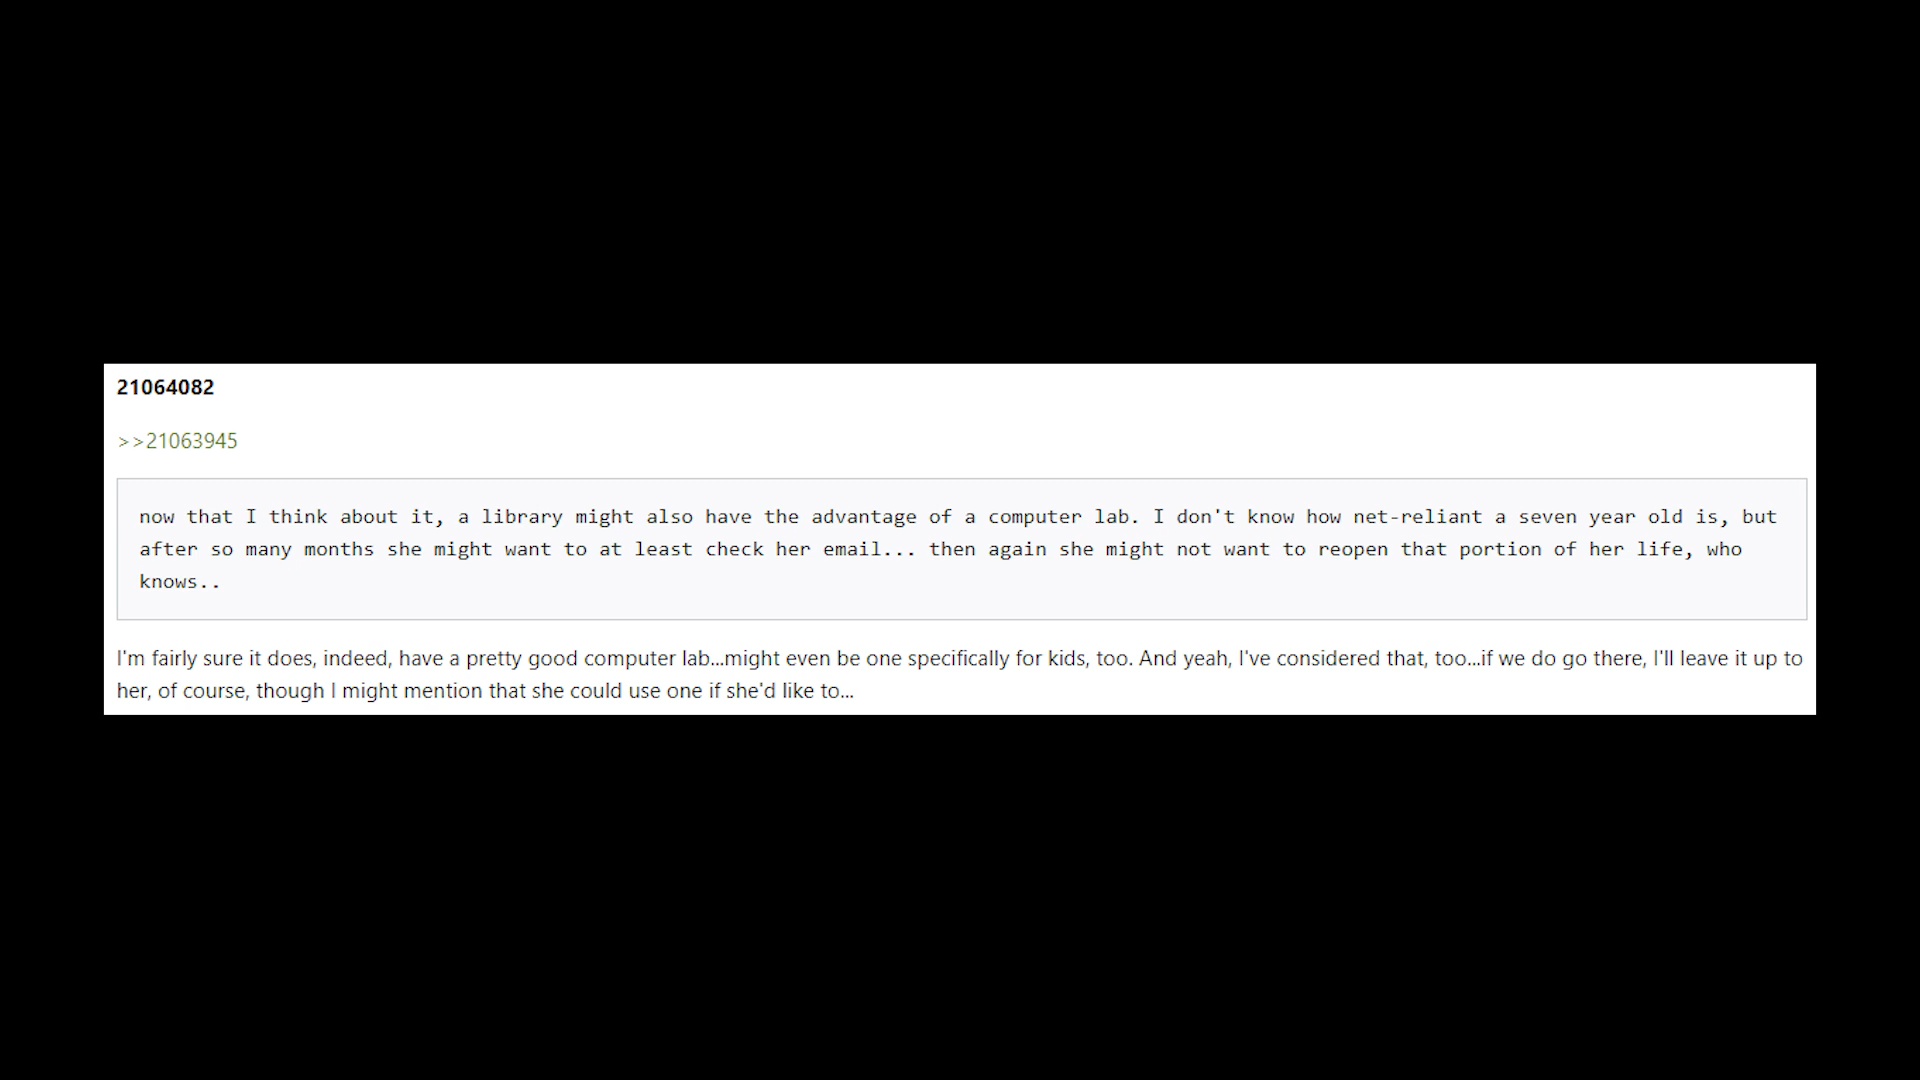 21064082
>>21063945
now that I think about it, a library might also have the advantage of a computer lab. I don't know how net-reliant a seven year old is, but
after so many months she might want to at least check her email... then again she might not want to reopen that portion of her life, who
knows..
I'm fairly sure it does, indeed, have a pretty good computer lab...might even be one specifically for kids, too. And yeah, I've considered that, too...if we do go there, I'll leave it up to
her, of course, though I might mention that she could use one if she'd like to...